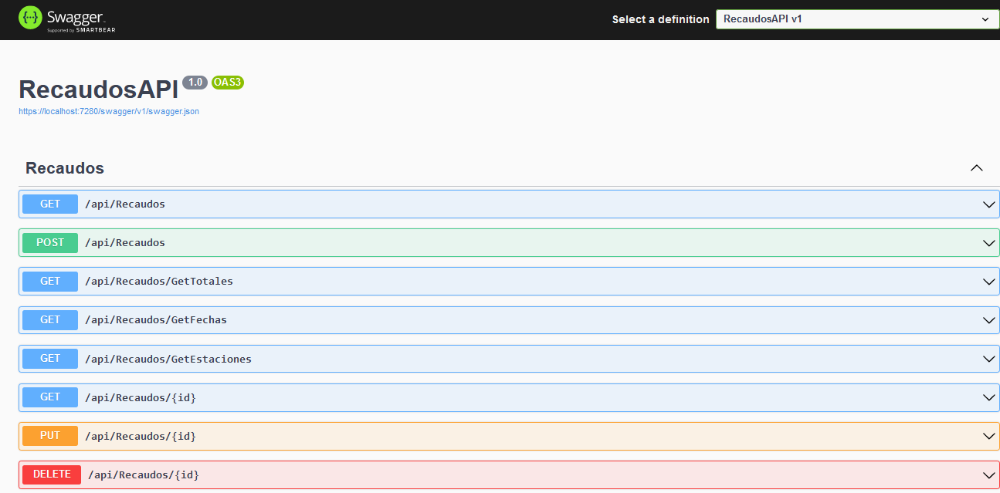 Swagger
Supported by SMARTBEAR
Select a definition
RecaudosAPI v1
RecaudosAPI 1.0 OAS3
https://localhost:7280/swagger/v1/swagger.json
Recaudos
GET /api/Recaudos
POST /api/Recaudos
GET /api/Recaudos/GetTotales
GET /api/Recaudos/GetFechas
GET /api/Recaudos/GetEstaciones
GET /api/Recaudos/{id}
PUT /api/Recaudos/{id}
DELETE /api/Recaudos/{id}